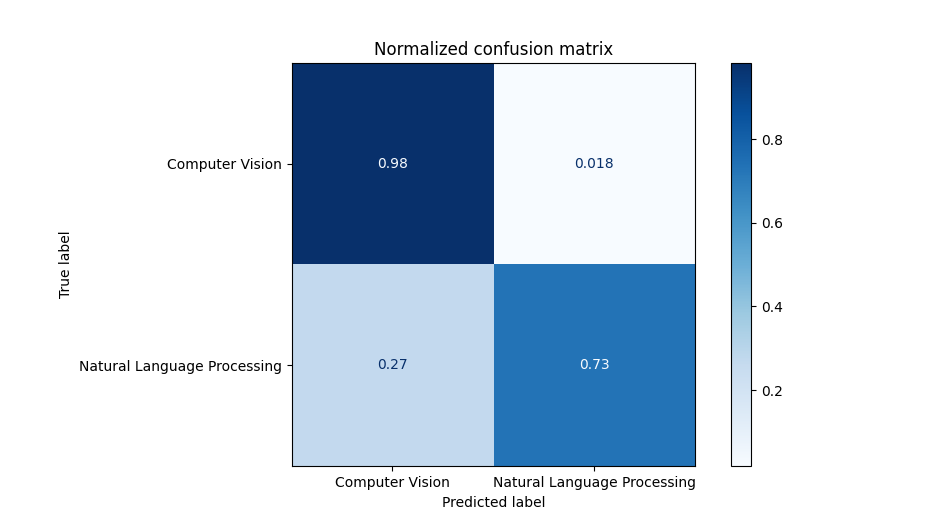 Normalized confusion matrix
Computer Vision
0.98
0.018
0.8
0.6
True label
0.4
Natural Language Processing
0.27
0.73
0.2
Computer Vision
Natural Language Processing
Predicted label